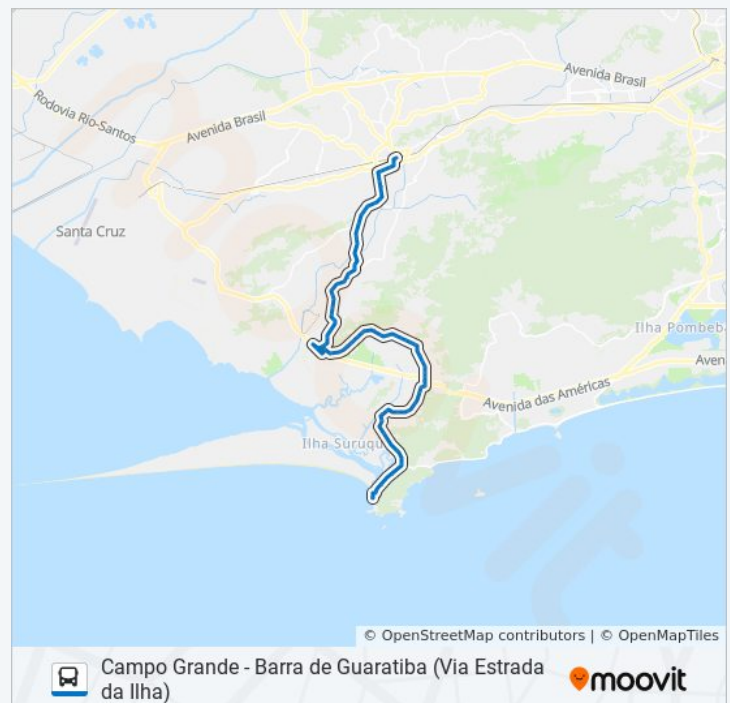 Avenida Brasil
Rodovia Rio-Santos
Avenida Brasil
Santa Cruz
Ilha Pombeba
Aven
Avenida das Américas
Ilha Suruqu
© OpenStreetMap contributors | © OpenMapTiles
Campo Grande - Barra de Guaratiba (Via Estrada
da Ilha)
moovit